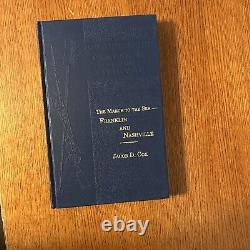 The March to the Sea—
Franklin
and
Nashville
Jacob D. Cox